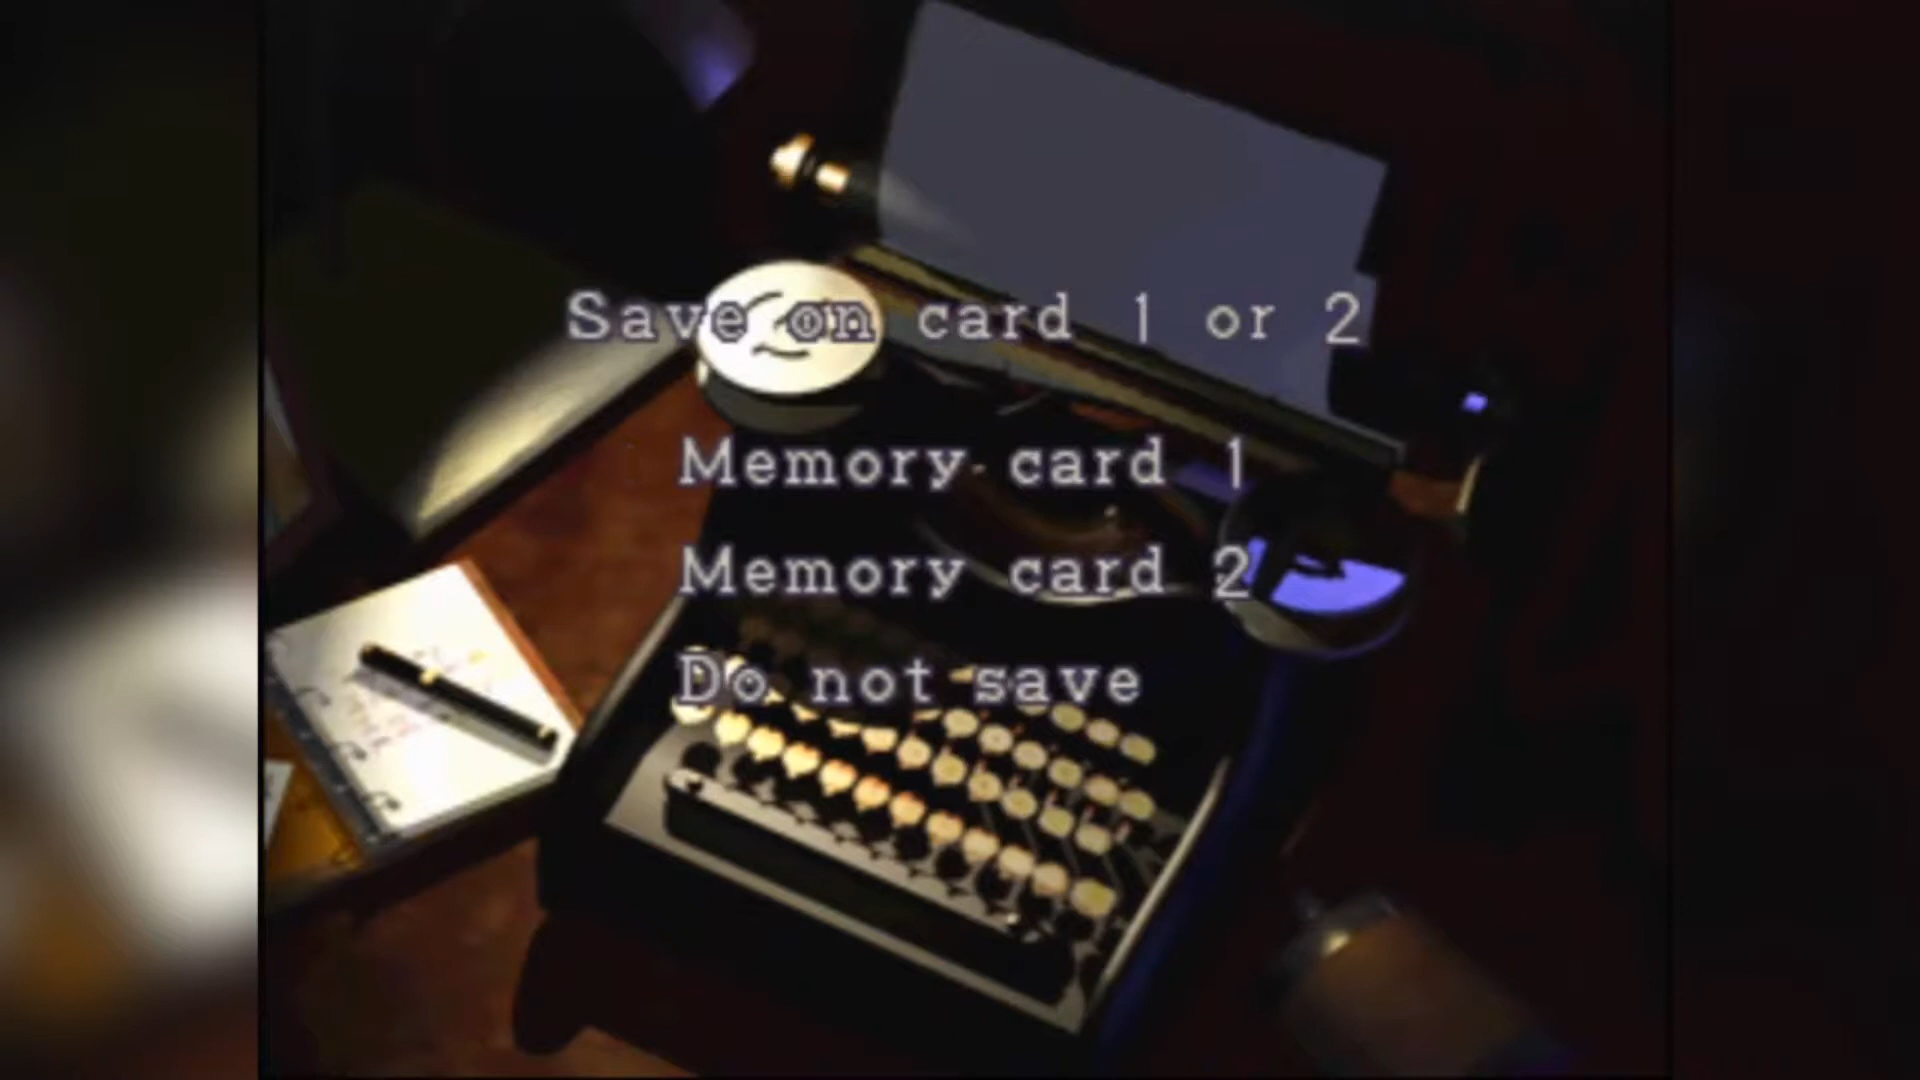 Save on card 1 or 2
Memory card 1
Memory card 2
Do not save